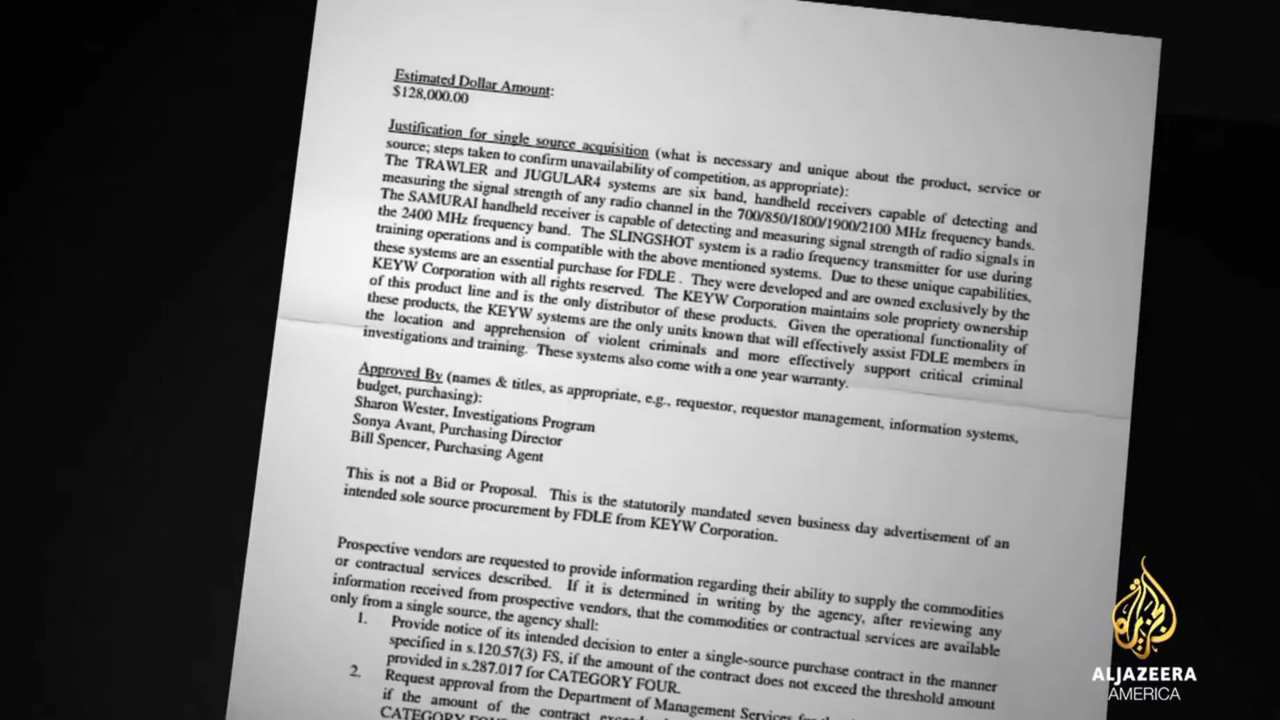 Estimated Dollar Amount:
$128,000.00
Justification for single source acquisition (what is necessary and unique about the product, service or
source; steps taken to confirm unavailability of competition, as appropriate):
The TRAWLER and JUGULAR4 systems are six band, handheld receivers capable of detecting and
measuring the signal strength of any radio channel in the 700/850/1800/1900/2100 MHz frequency bands.
The SAMURAI handheld receiver is capable of detecting and measuring signal strength of radio signals in
the 2400 MHz frequency band. The SLINGSHOT system is a radio frequency transmitter for use during
training operations and is compatible with the above mentioned systems. Due to these unique capabilities,
these systems are an essential purchase for FDLE . They were developed and are owned exclusively by the
KEYW Corporation with all rights reserved. The KEYW Corporation maintains sole propriety ownership
of this product line and is the only distributor of these products. Given the operational functionality of
these products, the KEYW systems are the only units known that will effectively assist FDLE members in
the location and apprehension of violent criminals and more effectively support critical criminal
investigations and training. These systems also come with a one year warranty.
Approved By (names & titles, as appropriate, e.g., requestor, requestor management, information systems,
budget, purchasing):
Sharon Wester, Investigations Program
Sonya Avant, Purchasing Director
Bill Spencer, Purchasing Agent
This is not a Bid or Proposal. This is the statutorily mandated seven business day advertisement of an
intended sole source procurement by FDLE from KEYW Corporation.
Prospective vendors are requested to provide information regarding their ability to supply the commodities
or contractual services described. If it is determined in writing by the agency, after reviewing any
information received from prospective vendors, that the commodities or contractual services are available
only from a single source, the agency shall:
1. Provide notice of its intended decision to enter a single-source purchase contract in the manner
specified in s.120.57(3) FS, if the amount of the contract does not exceed the threshold amount
provided in s.287.017 for CATEGORY FOUR.
2. Request approval from the Department of Management Services for the
if the amount of the contract
CATEGORY
ALJAZEERA
AMERICA